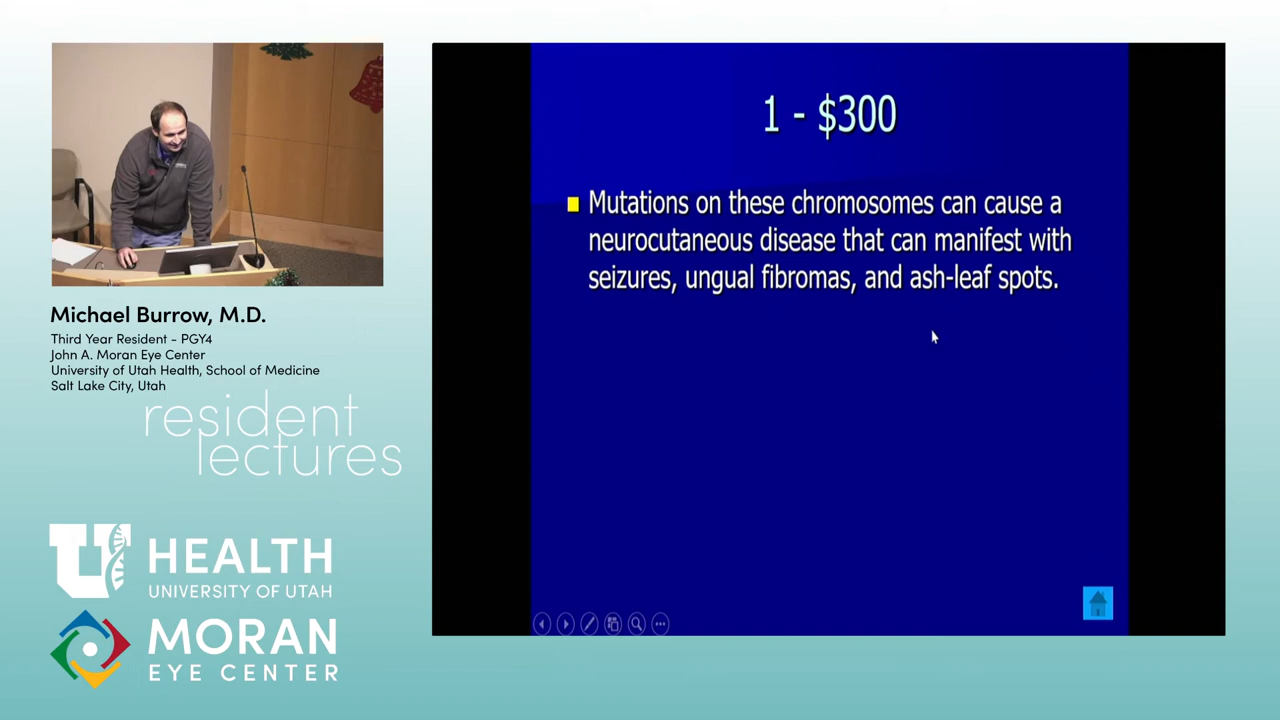 1 - $300
Mutations on these chromosomes can cause a
neurocutaneous disease that can manifest with
seizures, ungual fibromas, and ash-leaf spots.
Michael Burrow, M.D.
Third Year Resident - PGY4
John A. Moran Eye Center
University of Utah Health, School of Medicine
Salt Lake City, Utah
resident
lectures
U HEALTH
UNIVERSITY OF UTAH
MORAN
EYE CENTER